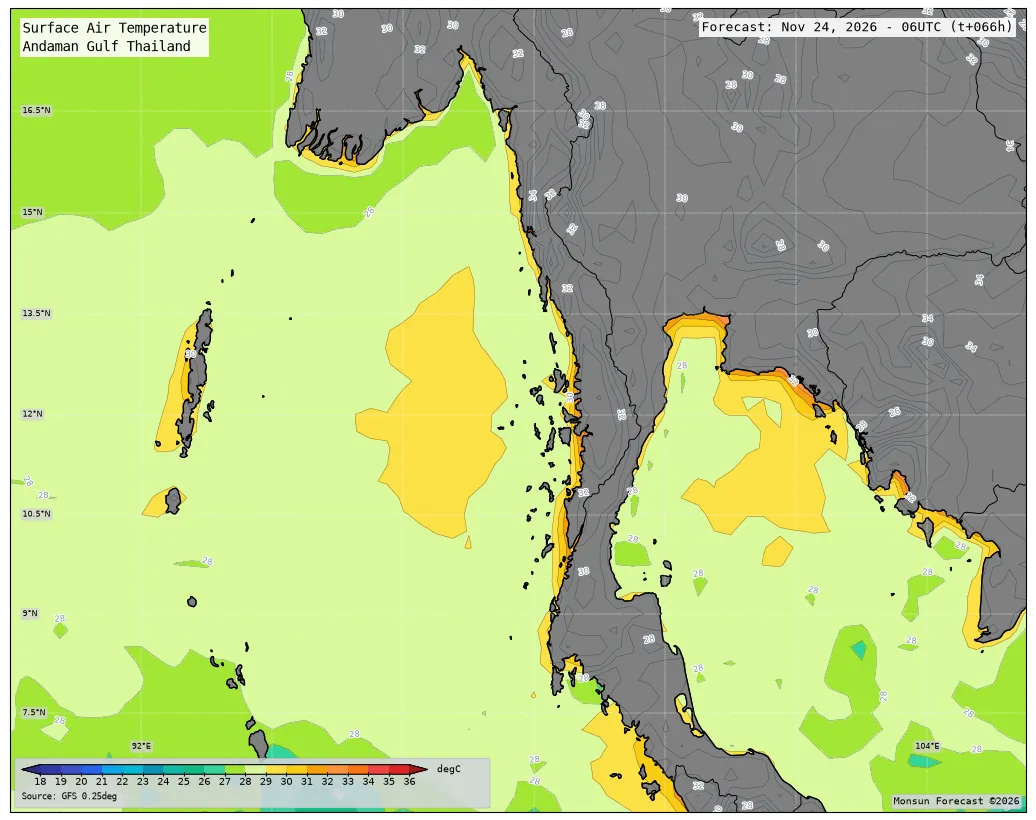 Surface Air Temperature
Andaman Gulf Thailand
Forecast: Nov 24, 2026 - 06UTC (t+066h)
16.5°N
15°N
13.5°N
12°N
10.5°N
9°N
7.5°N
92°E
104°E
18 19 20 21 22 23 24 25 26 27 28 29 30 31 32 33 34 35 36
degC
Source: GFS 0.25deg
Monsun Forecast ©2026